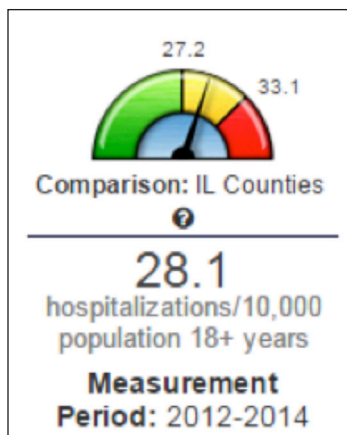 27.2
33.1
Comparison: IL Counties
?
28.1
hospitalizations/10,000
population 18+ years
Measurement
Period: 2012-2014